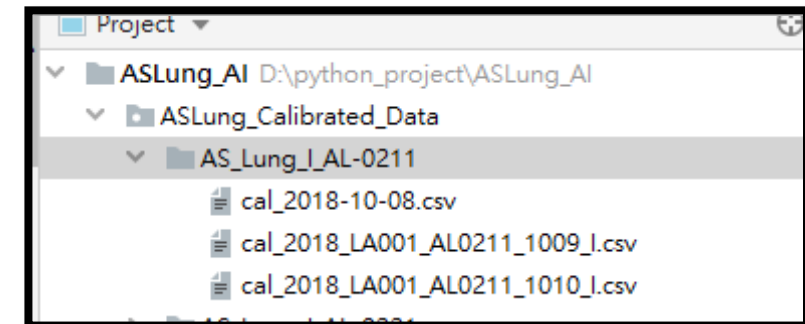 Project
ASLung_AI D:\python_project\ASLung_AI
ASLung_Calibrated_Data
AS_Lung_I_AL-0211
cal_2018-10-08.csv
cal_2018_LA001_AL0211_1009_I.csv
cal_2018_LA001_AL0211_1010_I.csv